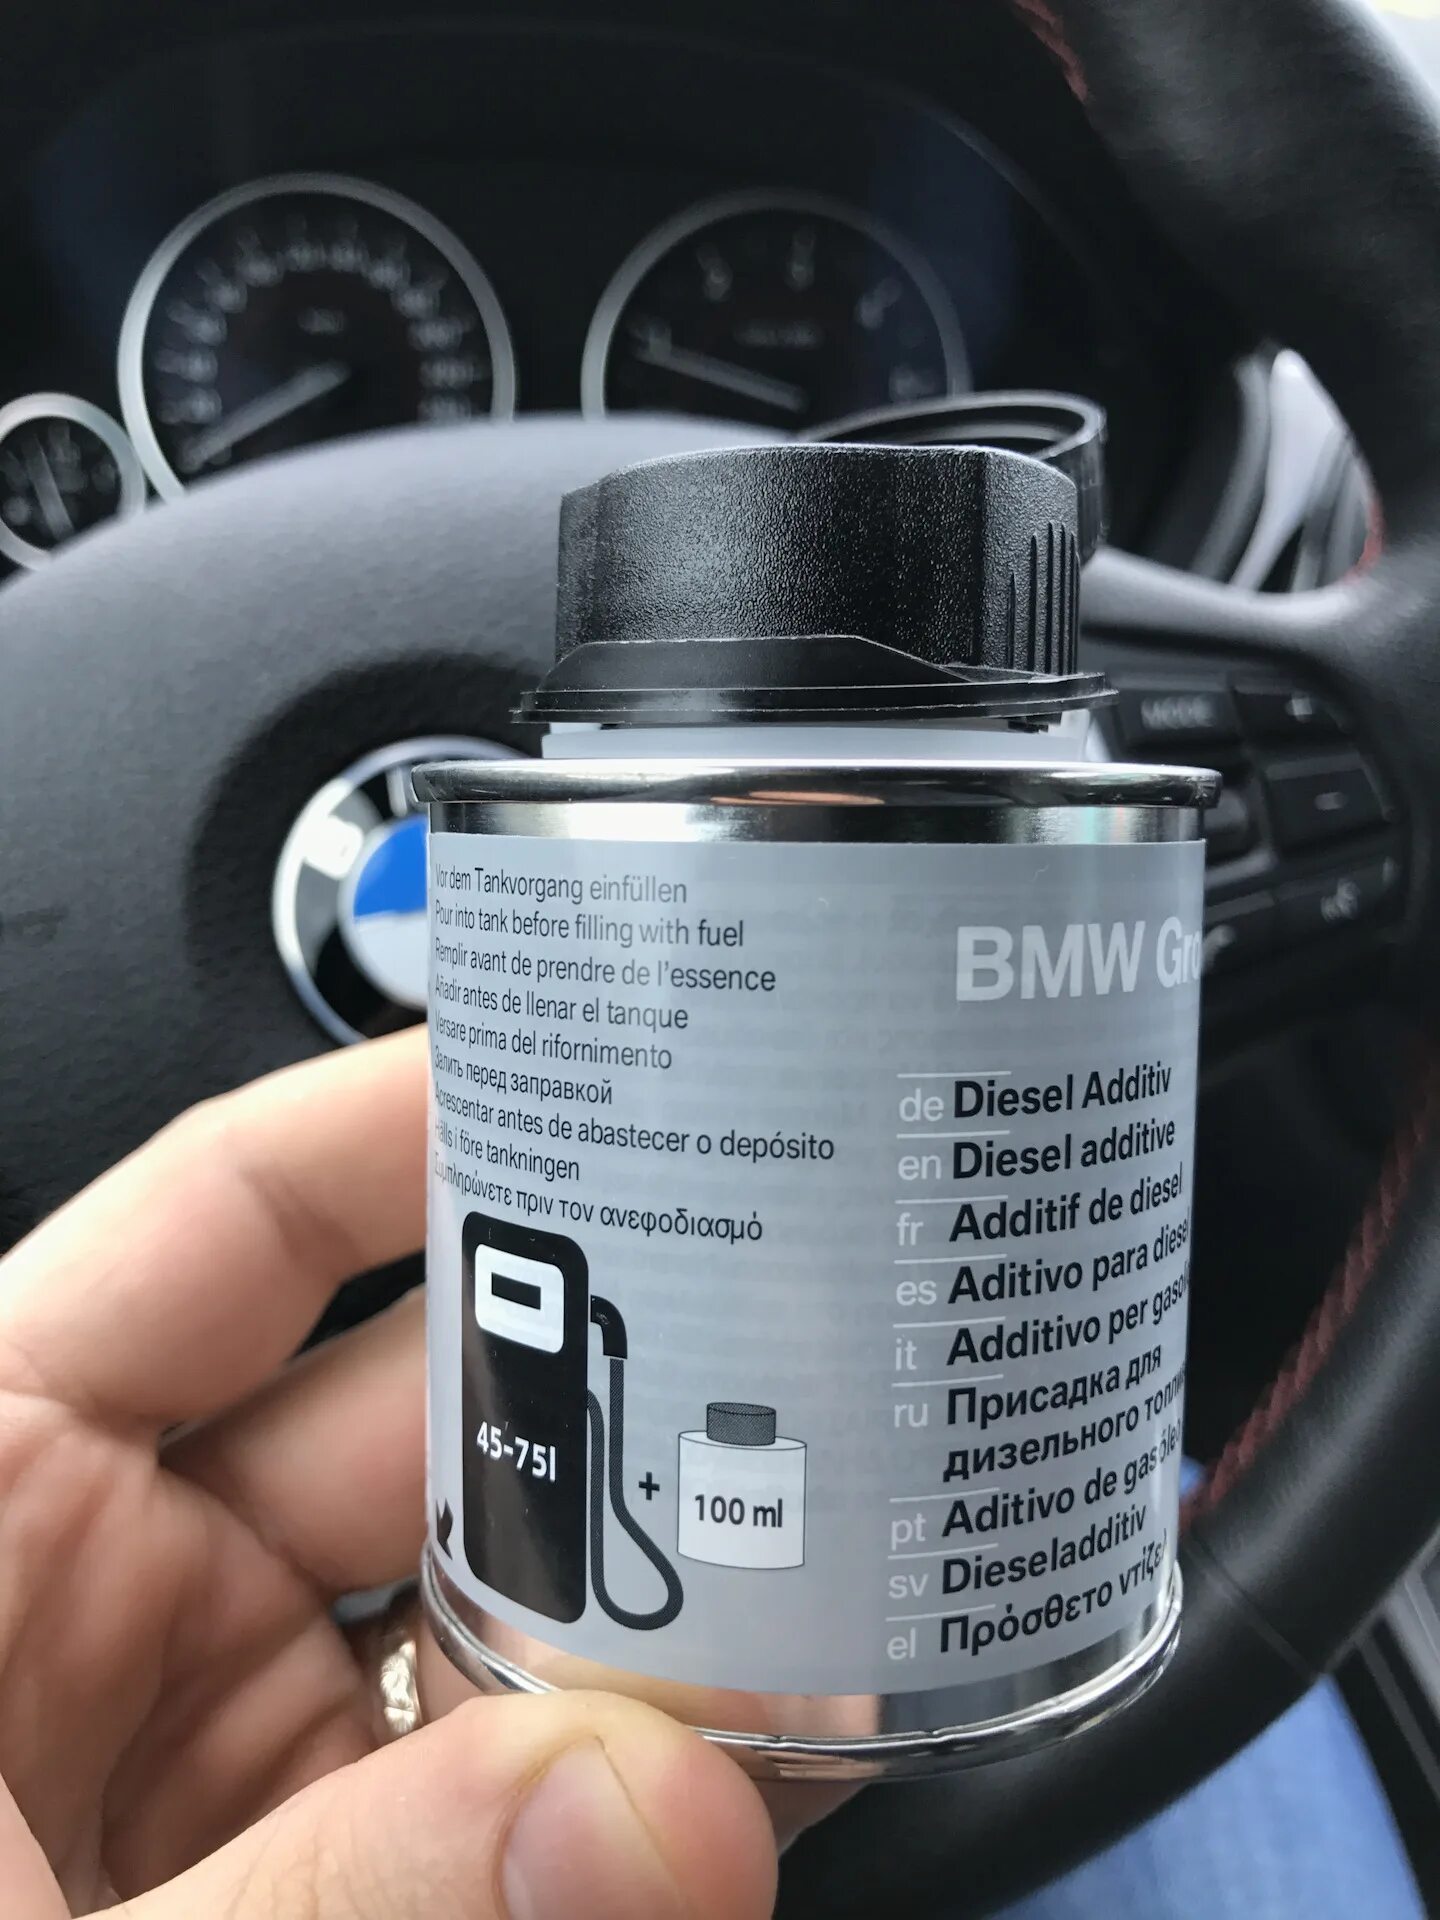 Vor dem Tankvorgang einfüllen
Pour into tank before filling with fuel
Remplir avant de prendre de l'essence
Añadir antes de llenar el tanque
Versare prima del rifornimento
Залить перед заправкой
Acrescentar antes de abastecer o depósito
Hälls i före tankningen
Συμπληρώνετε πριν τον ανεφοδιασμό
45-75l
+
100 ml
BMW
de Diesel Additiv
en Diesel additive
fr Additif de diesel
es Aditivo para diesel
it Additivo per
ru Присадка для
дизельного
pt Aditivo de
sv Dieseladditiv
el Πρόσθετο
MODE